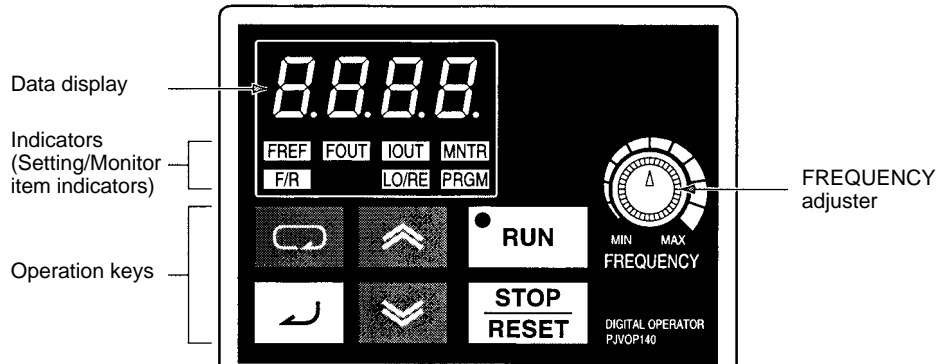 Data display
8.8.8.8.
Indicators
(Setting/Monitor
item indicators)
FREF FOUT IOUT MNTR
F/R LO/RE PRGM
FREQUENCY
adjuster
Operation keys
RUN
MIN MAX
FREQUENCY
STOP
RESET
DIGITAL OPERATOR
PJVOP140